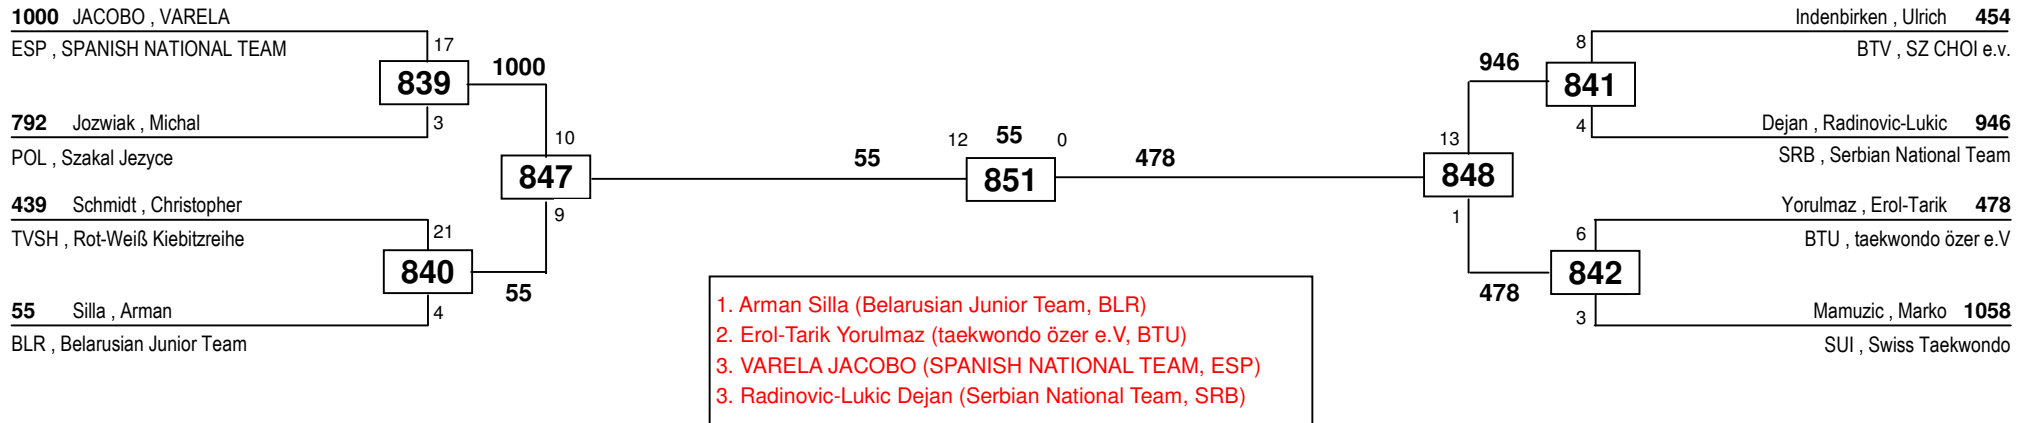 1000 JACOBO , VARELA
ESP , SPANISH NATIONAL TEAM
17
839
1000
3
792 Jozwiak , Michal
POL , Szakal Jezyce
10
847
9
439 Schmidt , Christopher
TVSH , Rot-Weiß Kiebitzreihe
21
840
55
4
55 Silla , Arman
BLR , Belarusian Junior Team
55
12 55 0
851
478
Indenbirken , Ulrich 454
BTV , SZ CHOI e.v.
8
946
841
4
Dejan , Radinovic-Lukic 946
SRB , Serbian National Team
13
848
1
Yorulmaz , Erol-Tarik 478
BTU , taekwondo özer e.V
6
842
478
3
Mamuzic , Marko 1058
SUI , Swiss Taekwondo
1. Arman Silla (Belarusian Junior Team, BLR)
2. Erol-Tarik Yorulmaz (taekwondo özer e.V, BTU)
3. VARELA JACOBO (SPANISH NATIONAL TEAM, ESP)
3. Radinovic-Lukic Dejan (Serbian National Team, SRB)